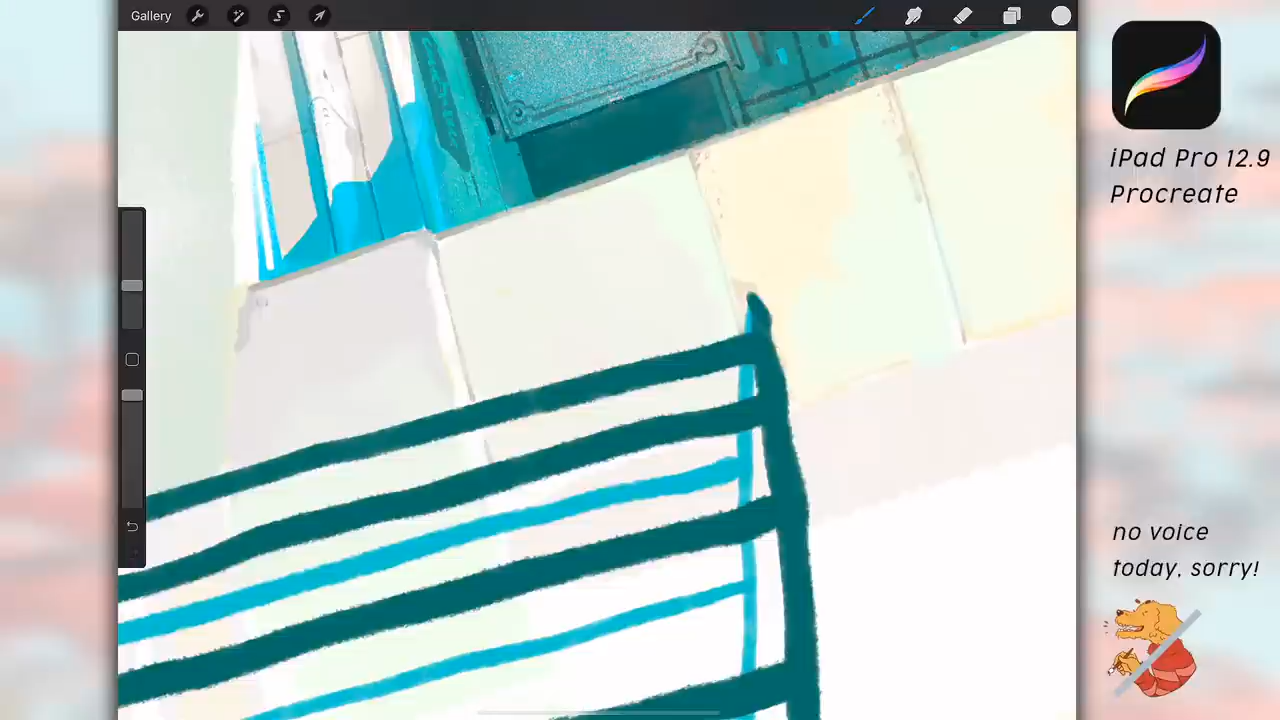 Gallery
iPad Pro 12.9
Procreate
no voice
today, sorry!